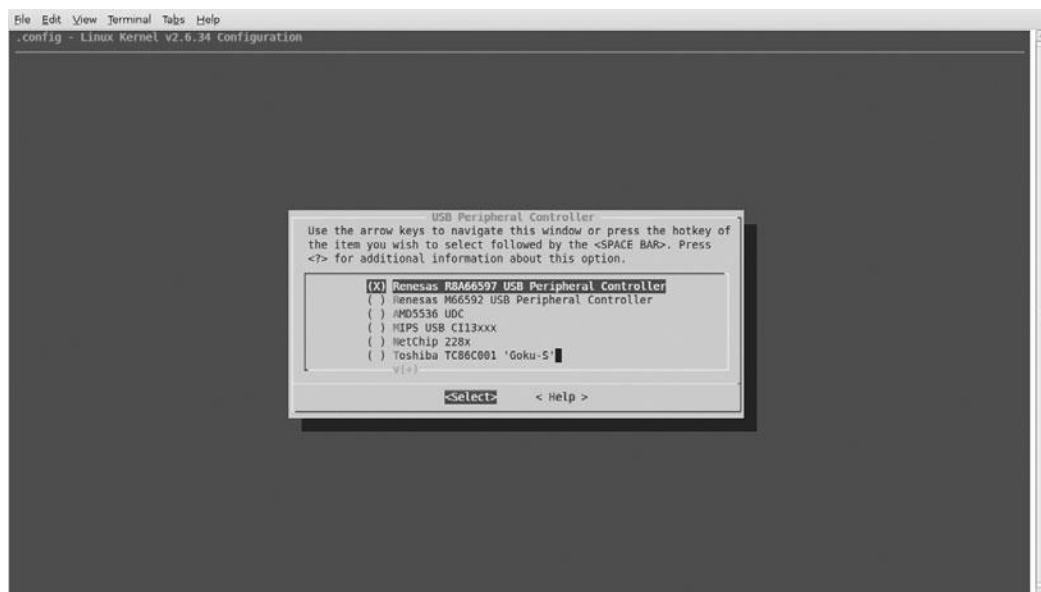 File Edit View Terminal Tabs Help
.config - Linux Kernel v2.6.34 Configuration
USB Peripheral Controller
Use the arrow keys to navigate this window or press the hotkey of
the item you wish to select followed by the <SPACE BAR>. Press
<?> for additional information about this option.
(X) Renesas R8A66597 USB Peripheral Controller
( ) Renesas M66592 USB Peripheral Controller
( ) AMD5536 UDC
( ) MIPS USB CI13xxx
( ) NetChip 228x
( ) Toshiba TC86C001 'Goku-S'
v(+)
<Select> < Help >